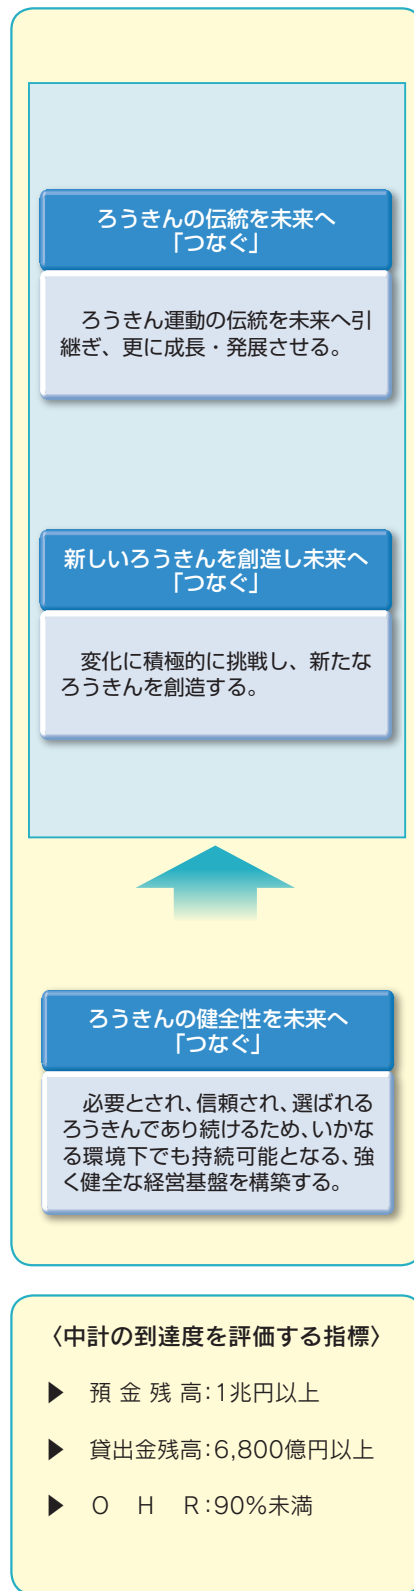 ろうきんの伝統を未来へ
「つなぐ」
ろうきん運動の伝統を未来へ引
継ぎ、更に成長・発展させる。
新しいろうきんを創造し未来へ
「つなぐ」
変化に積極的に挑戦し、新たな
ろうきんを創造する。
ろうきんの健全性を未来へ
「つなぐ」
必要とされ、信頼され、選ばれる
ろうきんであり続けるため、いかな
る環境下でも持続可能となる、強
く健全な経営基盤を構築する。
〈中計の到達度を評価する指標〉
▶ 預 金 残 高：1兆円以上
▶ 貸出金残高：6,800億円以上
▶ O H R：90%未満